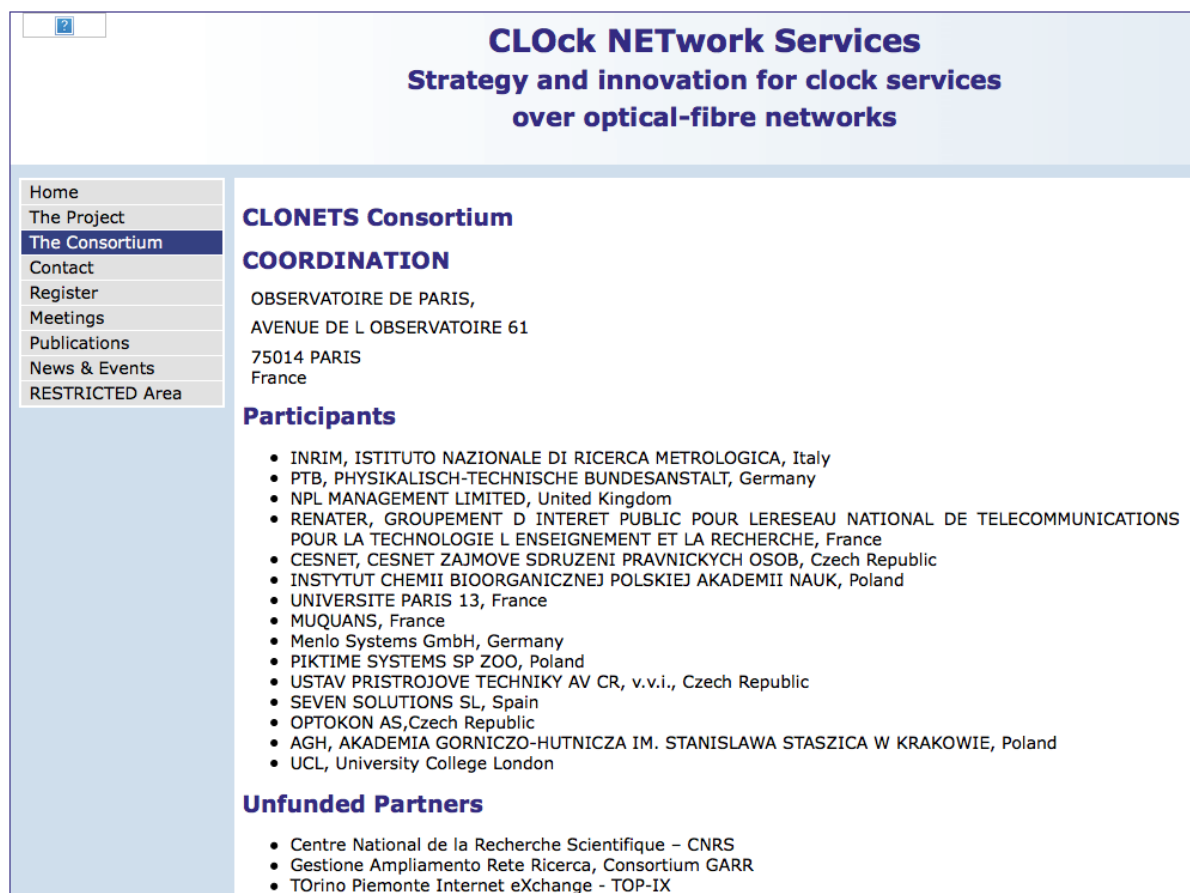 CLOck NETwork Services
Strategy and innovation for clock services
over optical-fibre networks
Home
The Project
The Consortium
Contact
Register
Meetings
Publications
News & Events
RESTRICTED Area
CLONETS Consortium
COORDINATION
OBSERVATOIRE DE PARIS,
AVENUE DE L OBSERVATOIRE 61
75014 PARIS
France
Participants
• INRIM, ISTITUTO NAZIONALE DI RICERCA METROLOGICA, Italy
• PTB, PHYSIKALISCH-TECHNISCHE BUNDESANSTALT, Germany
• NPL MANAGEMENT LIMITED, United Kingdom
• RENATER, GROUPEMENT D INTERET PUBLIC POUR LERESEAU NATIONAL DE TELECOMMUNICATIONS
POUR LA TECHNOLOGIE L ENSEIGNEMENT ET LA RECHERCHE, France
• CESNET, CESNET ZAJMOVE SDRUZENI PRAVNICKYCH OSOB, Czech Republic
• INSTYTUT CHEMII BIOORGANICZNEJ POLSKIEJ AKADEMII NAUK, Poland
• UNIVERSITE PARIS 13, France
• MUQUANS, France
• Menlo Systems GmbH, Germany
• PIKTIME SYSTEMS SP ZOO, Poland
• USTAV PRISTROJOVE TECHNIKY AV CR, v.v.i., Czech Republic
• SEVEN SOLUTIONS SL, Spain
• OPTOKON AS,Czech Republic
• AGH, AKADEMIA GORNICZO-HUTNICZA IM. STANISLAWA STASZICA W KRAKOWIE, Poland
• UCL, University College London
Unfunded Partners
• Centre National de la Recherche Scientifique – CNRS
• Gestione Ampliamento Rete Ricerca, Consortium GARR
• TOrino Piemonte Internet eXchange - TOP-IX